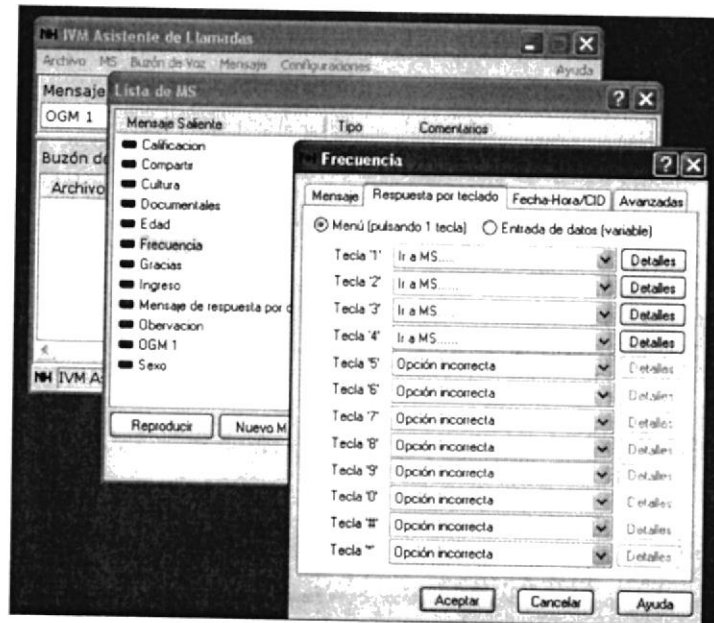 NH IVM Asistente de Llamadas
Archivo MS Buzón de Voz Mensaje Configuraciones Ayuda
Mensaje
OGM 1
Buzón de
Archivo
NH IVM A
Lista de MS
Mensaje Saliente Tipo Comentarios
Calificacion
Compartir
Cultura
Documentales
Edad
Frecuencia
Gracias
Ingreso
Mensaje de respuesta por
Obervacion
OGM 1
Sexo
Reproducir Nuevo M
Frecuencia
Mensaje Respuesta por teclado Fecha-Hora/CID Avanzadas
Menú (pulsando 1 tecla) Entrada de datos (variable)
Tecla '1' Ir a MS..... Detalles
Tecla '2' Ir a MS..... Detalles
Tecla '3' Ir a MS..... Detalles
Tecla '4' Ir a MS..... Detalles
Tecla '5' Opción incorrecta Detalles
Tecla '6' Opción incorrecta Detalles
Tecla '7' Opción incorrecta Detalles
Tecla '8' Opción incorrecta Detalles
Tecla '9' Opción incorrecta Detalles
Tecla '0' Opción incorrecta Detalles
Tecla '#' Opción incorrecta Detalles
Tecla '*' Opción incorrecta Detalles
Aceptar Cancelar Ayuda